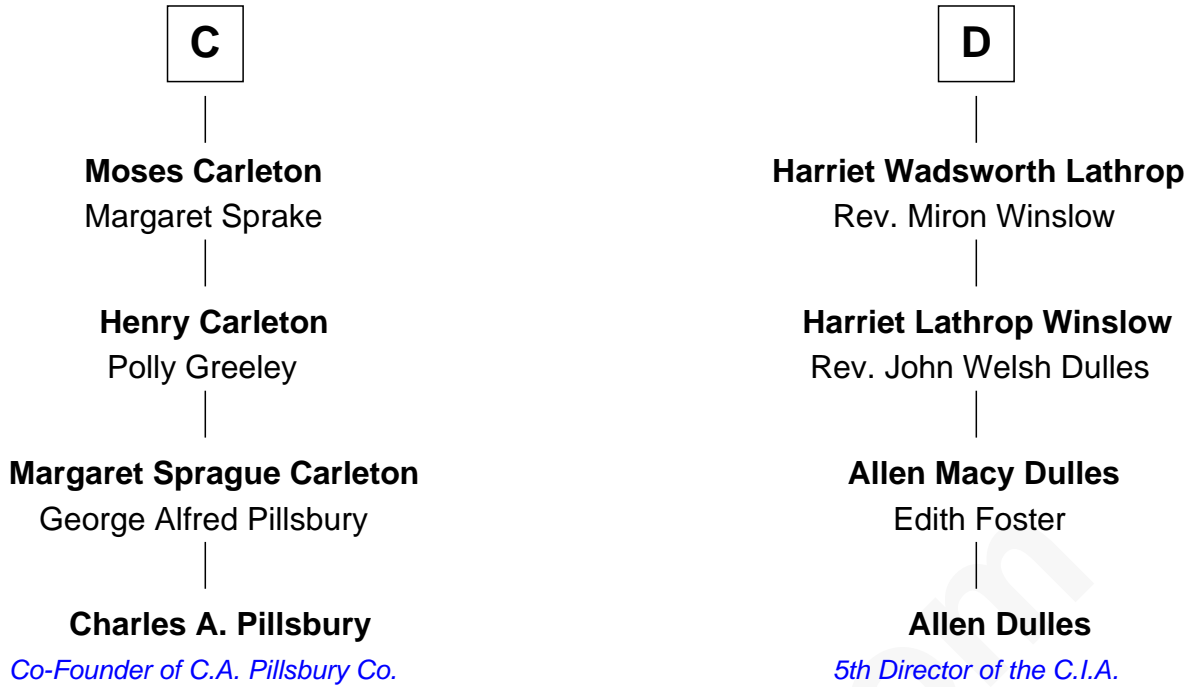 C
Moses Carleton
Margaret Sprake
Henry Carleton
Polly Greeley
Margaret Sprague Carleton
George Alfred Pillsbury
Charles A. Pillsbury
Co-Founder of C.A. Pillsbury Co.
D
Harriet Wadsworth Lathrop
Rev. Miron Winslow
Harriet Lathrop Winslow
Rev. John Welsh Dulles
Allen Macy Dulles
Edith Foster
Allen Dulles
5th Director of the C.I.A.